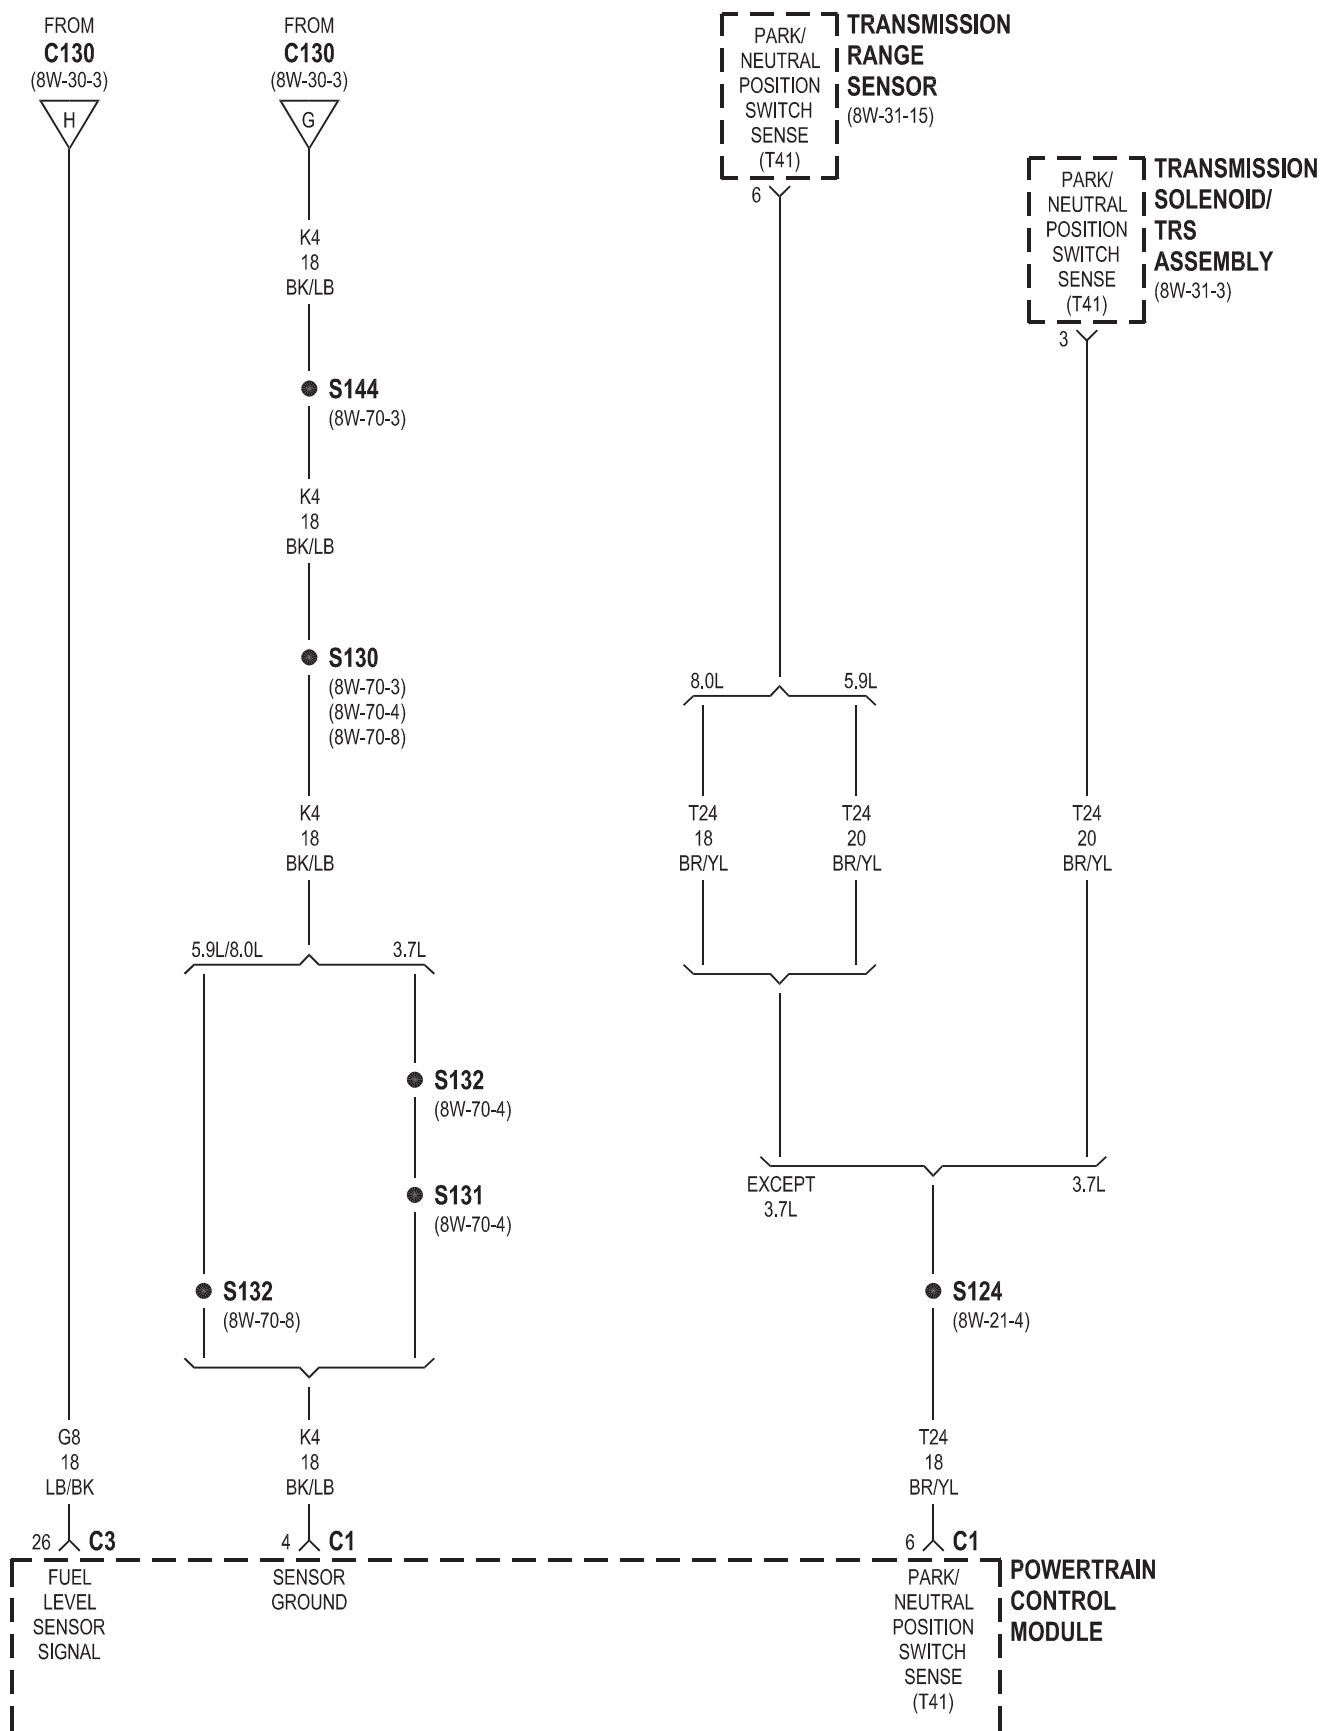 FROM
C130
(8W-30-3)
H
FROM
C130
(8W-30-3)
G
PARK/
NEUTRAL
POSITION
SWITCH
SENSE
(T41)
TRANSMISSION
RANGE
SENSOR
(8W-31-15)
6
PARK/
NEUTRAL
POSITION
SWITCH
SENSE
(T41)
TRANSMISSION
SOLENOID/
TRS
ASSEMBLY
(8W-31-3)
3
K4
18
BK/LB
S144
(8W-70-3)
K4
18
BK/LB
S130
(8W-70-3)
(8W-70-4)
(8W-70-8)
8.0L
5.9L
K4
18
BK/LB
T24
18
BR/YL
T24
20
BR/YL
T24
20
BR/YL
5.9L/8.0L
3.7L
S132
(8W-70-4)
S131
(8W-70-4)
EXCEPT
3.7L
3.7L
S132
(8W-70-8)
S124
(8W-21-4)
G8
18
LB/BK
K4
18
BK/LB
T24
18
BR/YL
26
C3
4
C1
6
C1
FUEL
LEVEL
SENSOR
SIGNAL
SENSOR
GROUND
PARK/
NEUTRAL
POSITION
SWITCH
SENSE
(T41)
POWERTRAIN
CONTROL
MODULE